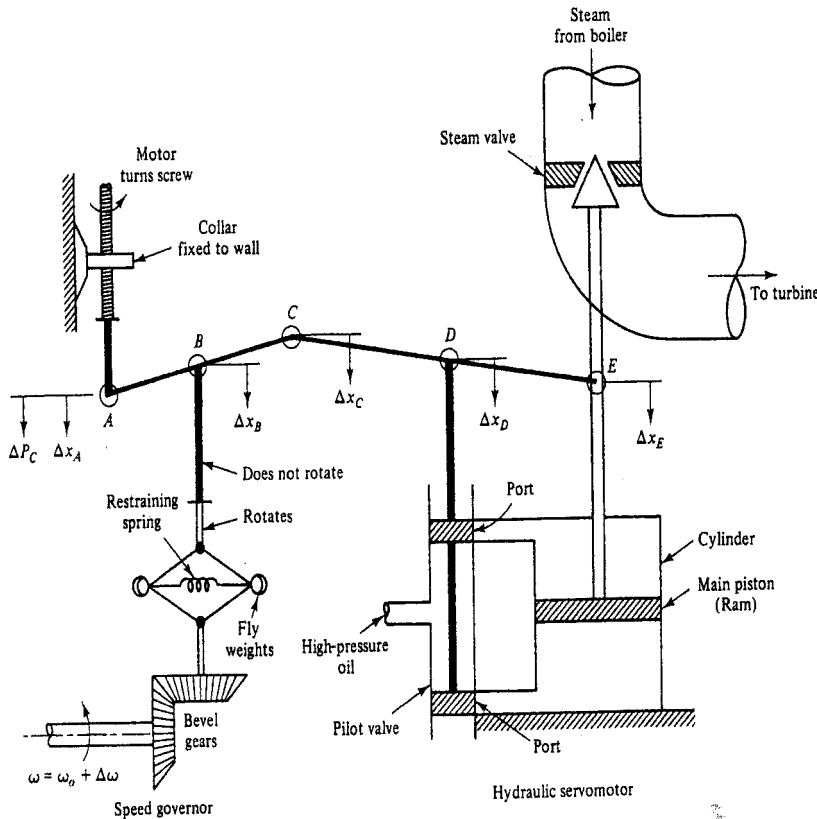 Steam
from boiler
Steam valve
Motor
turns screw
Collar
fixed to wall
To turbine
C
B
D
E
A
Δx_C
Δx_B
Δx_D
Δx_E
ΔP_C
Δx_A
Does not rotate
Restraining
spring
Rotates
Port
Cylinder
Main piston
(Ram)
Fly
weights
High-pressure
oil
Pilot valve
Port
Bevel
gears
ω = ω_o + Δω
Speed governor
Hydraulic servomotor